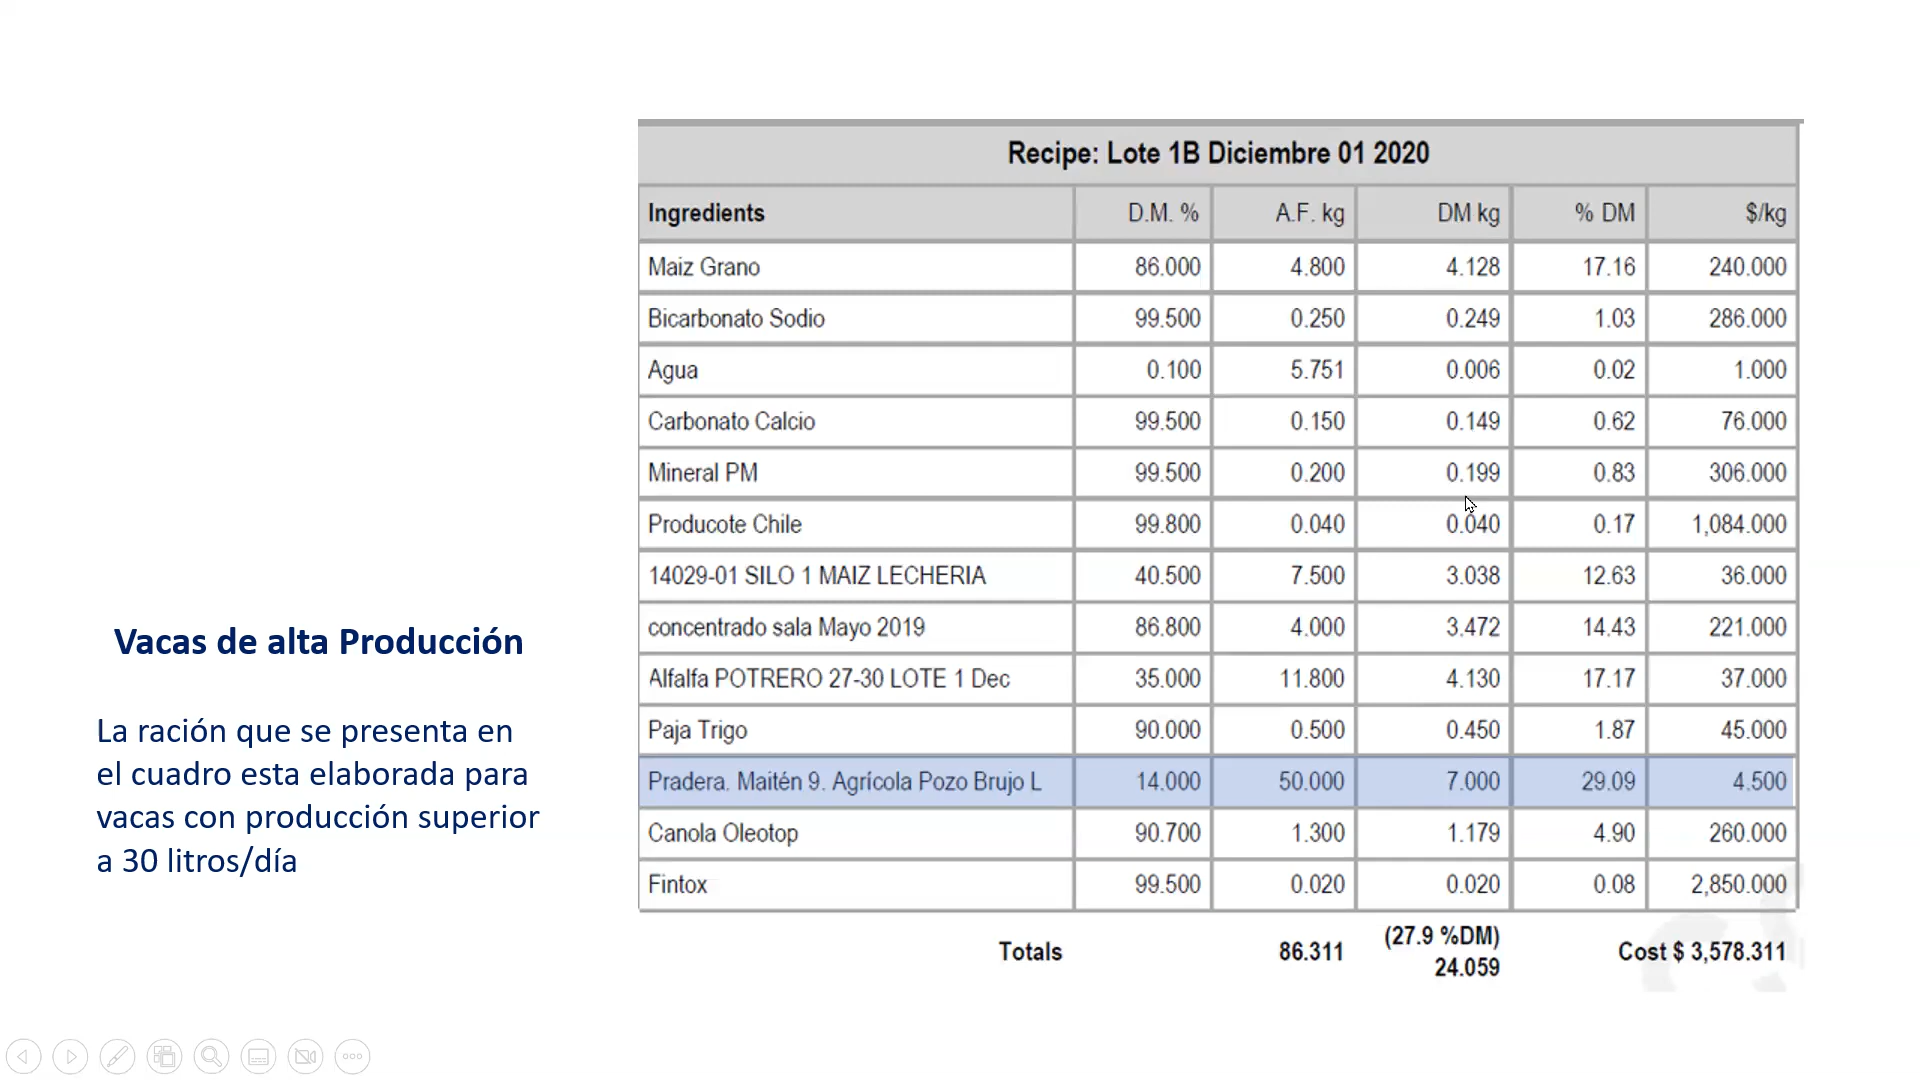 Recipe: Lote 1B Diciembre 01 2020
Ingredients D.M. % A.F. kg DM kg % DM $/kg
Maiz Grano 86.000 4.800 4.128 17.16 240.000
Bicarbonato Sodio 99.500 0.250 0.249 1.03 286.000
Agua 0.100 5.751 0.006 0.02 1.000
Carbonato Calcio 99.500 0.150 0.149 0.62 76.000
Mineral PM 99.500 0.200 0.199 0.83 306.000
Producote Chile 99.800 0.040 0.040 0.17 1,084.000
14029-01 SILO 1 MAIZ LECHERIA 40.500 7.500 3.038 12.63 36.000
concentrado sala Mayo 2019 86.800 4.000 3.472 14.43 221.000
Alfalfa POTRERO 27-30 LOTE 1 Dec 35.000 11.800 4.130 17.17 37.000
Paja Trigo 90.000 0.500 0.450 1.87 45.000
Pradera. Maitén 9. Agrícola Pozo Brujo L 14.000 50.000 7.000 29.09 4.500
Canola Oleotop 90.700 1.300 1.179 4.90 260.000
Fintox 99.500 0.020 0.020 0.08 2,850.000
(27.9 %DM)
Totals 86.311 24.059 Cost $ 3,578.311
Vacas de alta Producción
La ración que se presenta en
el cuadro esta elaborada para
vacas con producción superior
a 30 litros/día